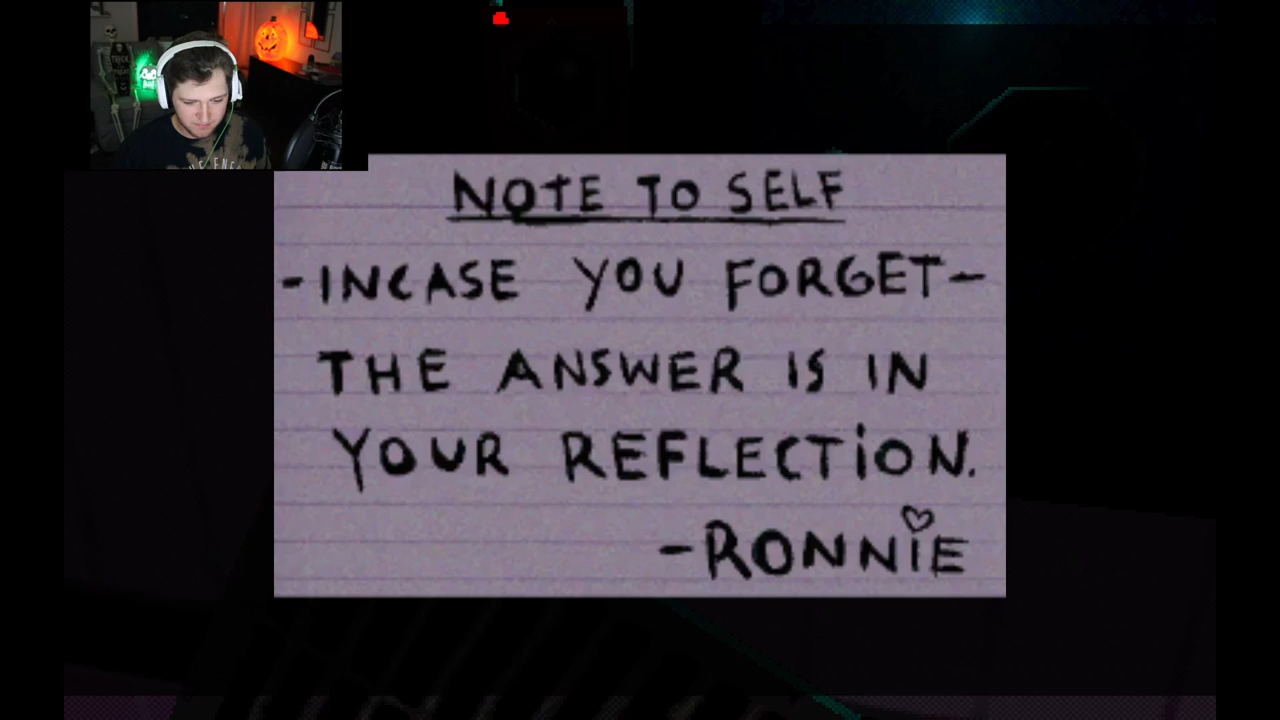 NOTE TO SELF
-INCASE YOU FORGET-
THE ANSWER IS IN
YOUR REFLECTION.
-RONNIE